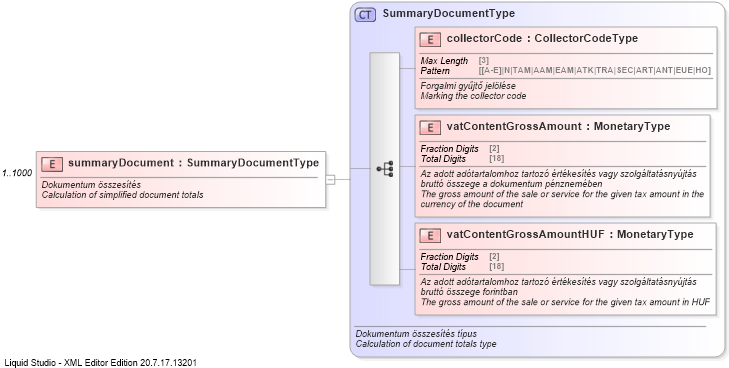 CT SummaryDocumentType
E collectorCode : CollectorCodeType
Max Length [3]
Pattern [[A-E]|N|TAM|AAM|EAM|ATK|TRA|SEC|ART|ANT|EUE|HO]
Forgalmi gyűjtő jelölése
Marking the collector code
E vatContentGrossAmount : MonetaryType
Fraction Digits [2]
Total Digits [18]
Az adott adótartalomhoz tartozó értékesítés vagy szolgáltatásnyújtás
bruttó összege a dokumentum pénznemében
The gross amount of the sale or service for the given tax amount in the
currency of the document
1..1000
E summaryDocument : SummaryDocumentType
Dokumentum összesítés
Calculation of simplified document totals
E vatContentGrossAmountHUF : MonetaryType
Fraction Digits [2]
Total Digits [18]
Az adott adótartalomhoz tartozó értékesítés vagy szolgáltatásnyújtás
bruttó összege forintban
The gross amount of the sale or service for the given tax amount in HUF
Dokumentum összesítés típus
Calculation of document totals type
Liquid Studio - XML Editor Edition 20.7.17.13201